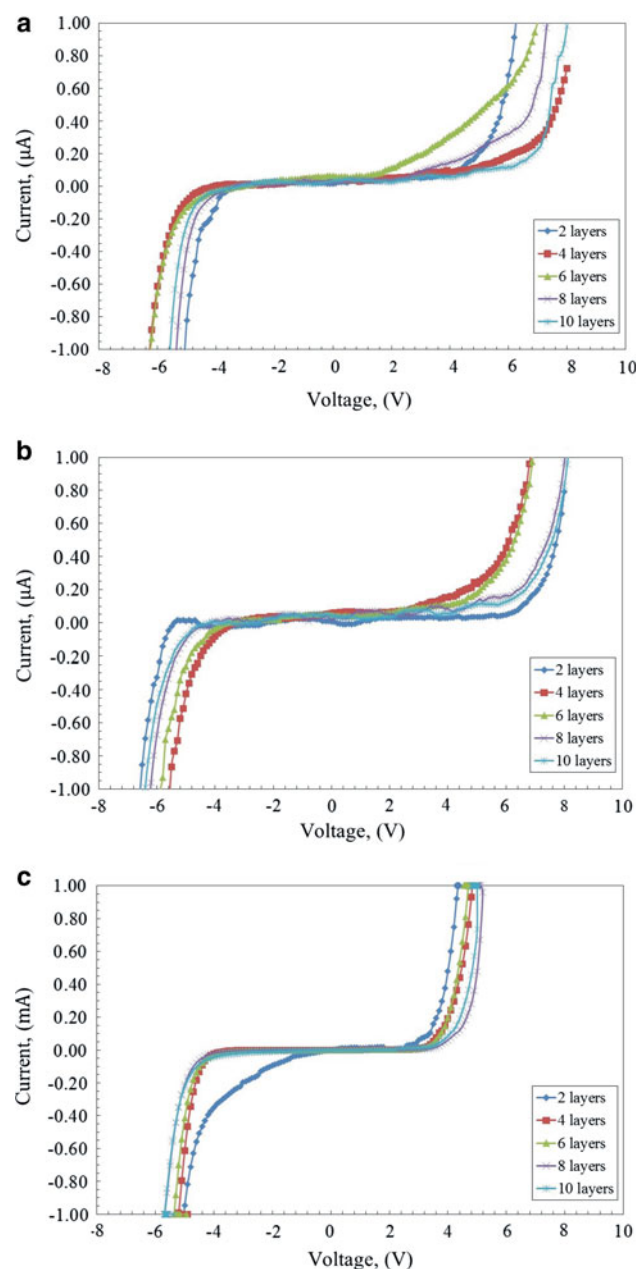 a
1.00
0.80
0.60
0.40
0.20
0.00
-0.20
-0.40
-0.60
-0.80
-1.00
Current, (µA)
-8 -6 -4 -2 0 2 4 6 8 10
Voltage, (V)
2 layers
4 layers
6 layers
8 layers
10 layers
b
1.00
0.80
0.60
0.40
0.20
0.00
-0.20
-0.40
-0.60
-0.80
-1.00
Current, (µA)
-8 -6 -4 -2 0 2 4 6 8 10
Voltage, (V)
2 layers
4 layers
6 layers
8 layers
10 layers
c
1.00
0.80
0.60
0.40
0.20
0.00
-0.20
-0.40
-0.60
-0.80
-1.00
Current, (mA)
-8 -6 -4 -2 0 2 4 6 8 10
Voltage, (V)
2 layers
4 layers
6 layers
8 layers
10 layers